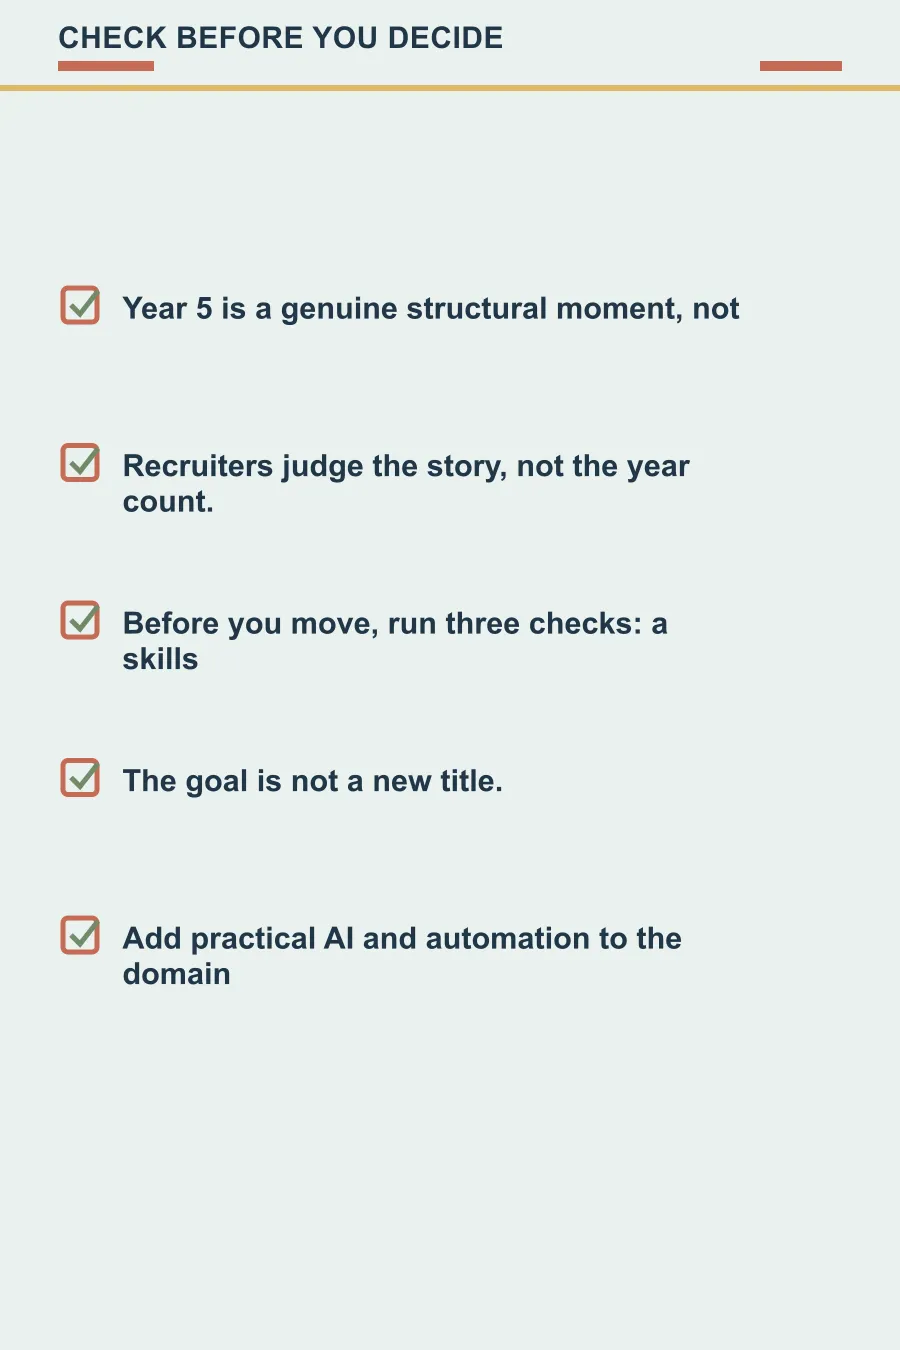 CHECK BEFORE YOU DECIDE
Year 5 is a genuine structural moment, not
Recruiters judge the story, not the year
count.
Before you move, run three checks: a
skills
The goal is not a new title.
Add practical AI and automation to the
domain